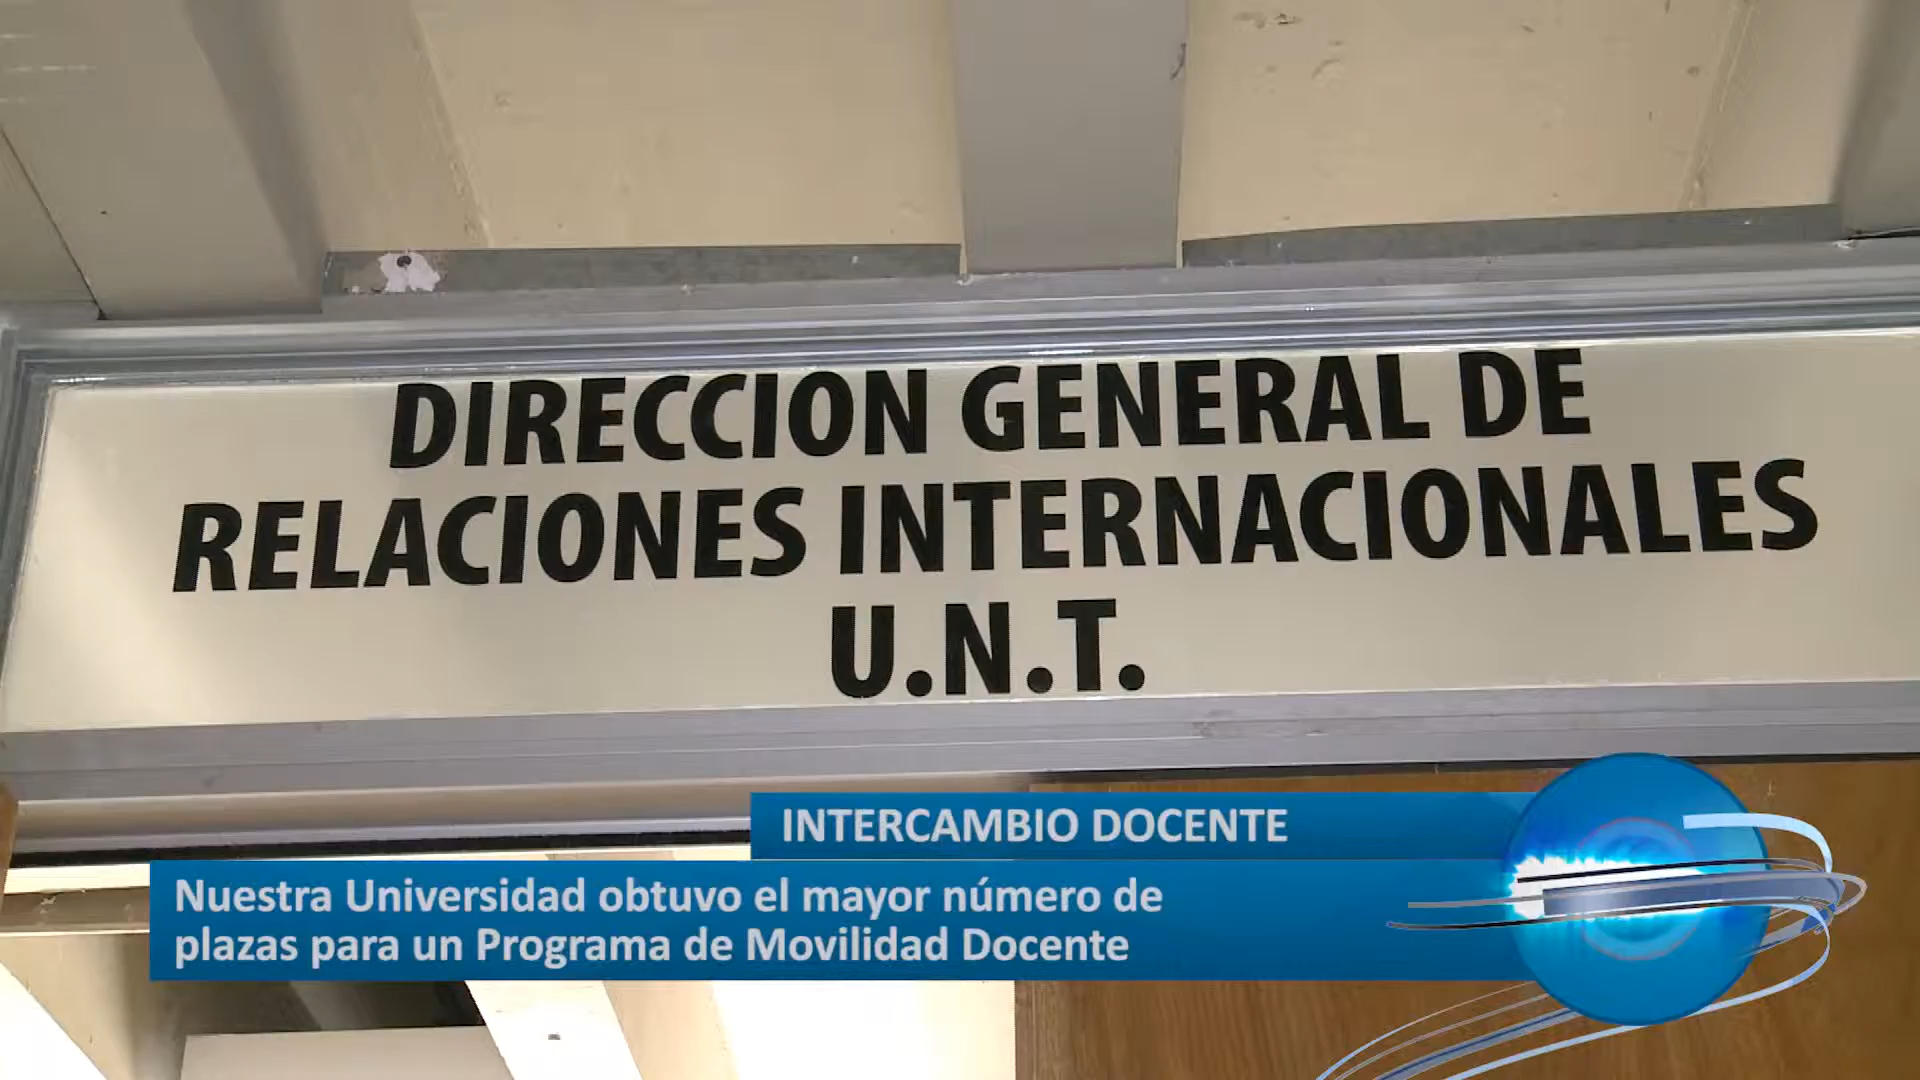 DIRECCION GENERAL DE
RELACIONES INTERNACIONALES
U.N.T.
INTERCAMBIO DOCENTE
Nuestra Universidad obtuvo el mayor número de
plazas para un Programa de Movilidad Docente